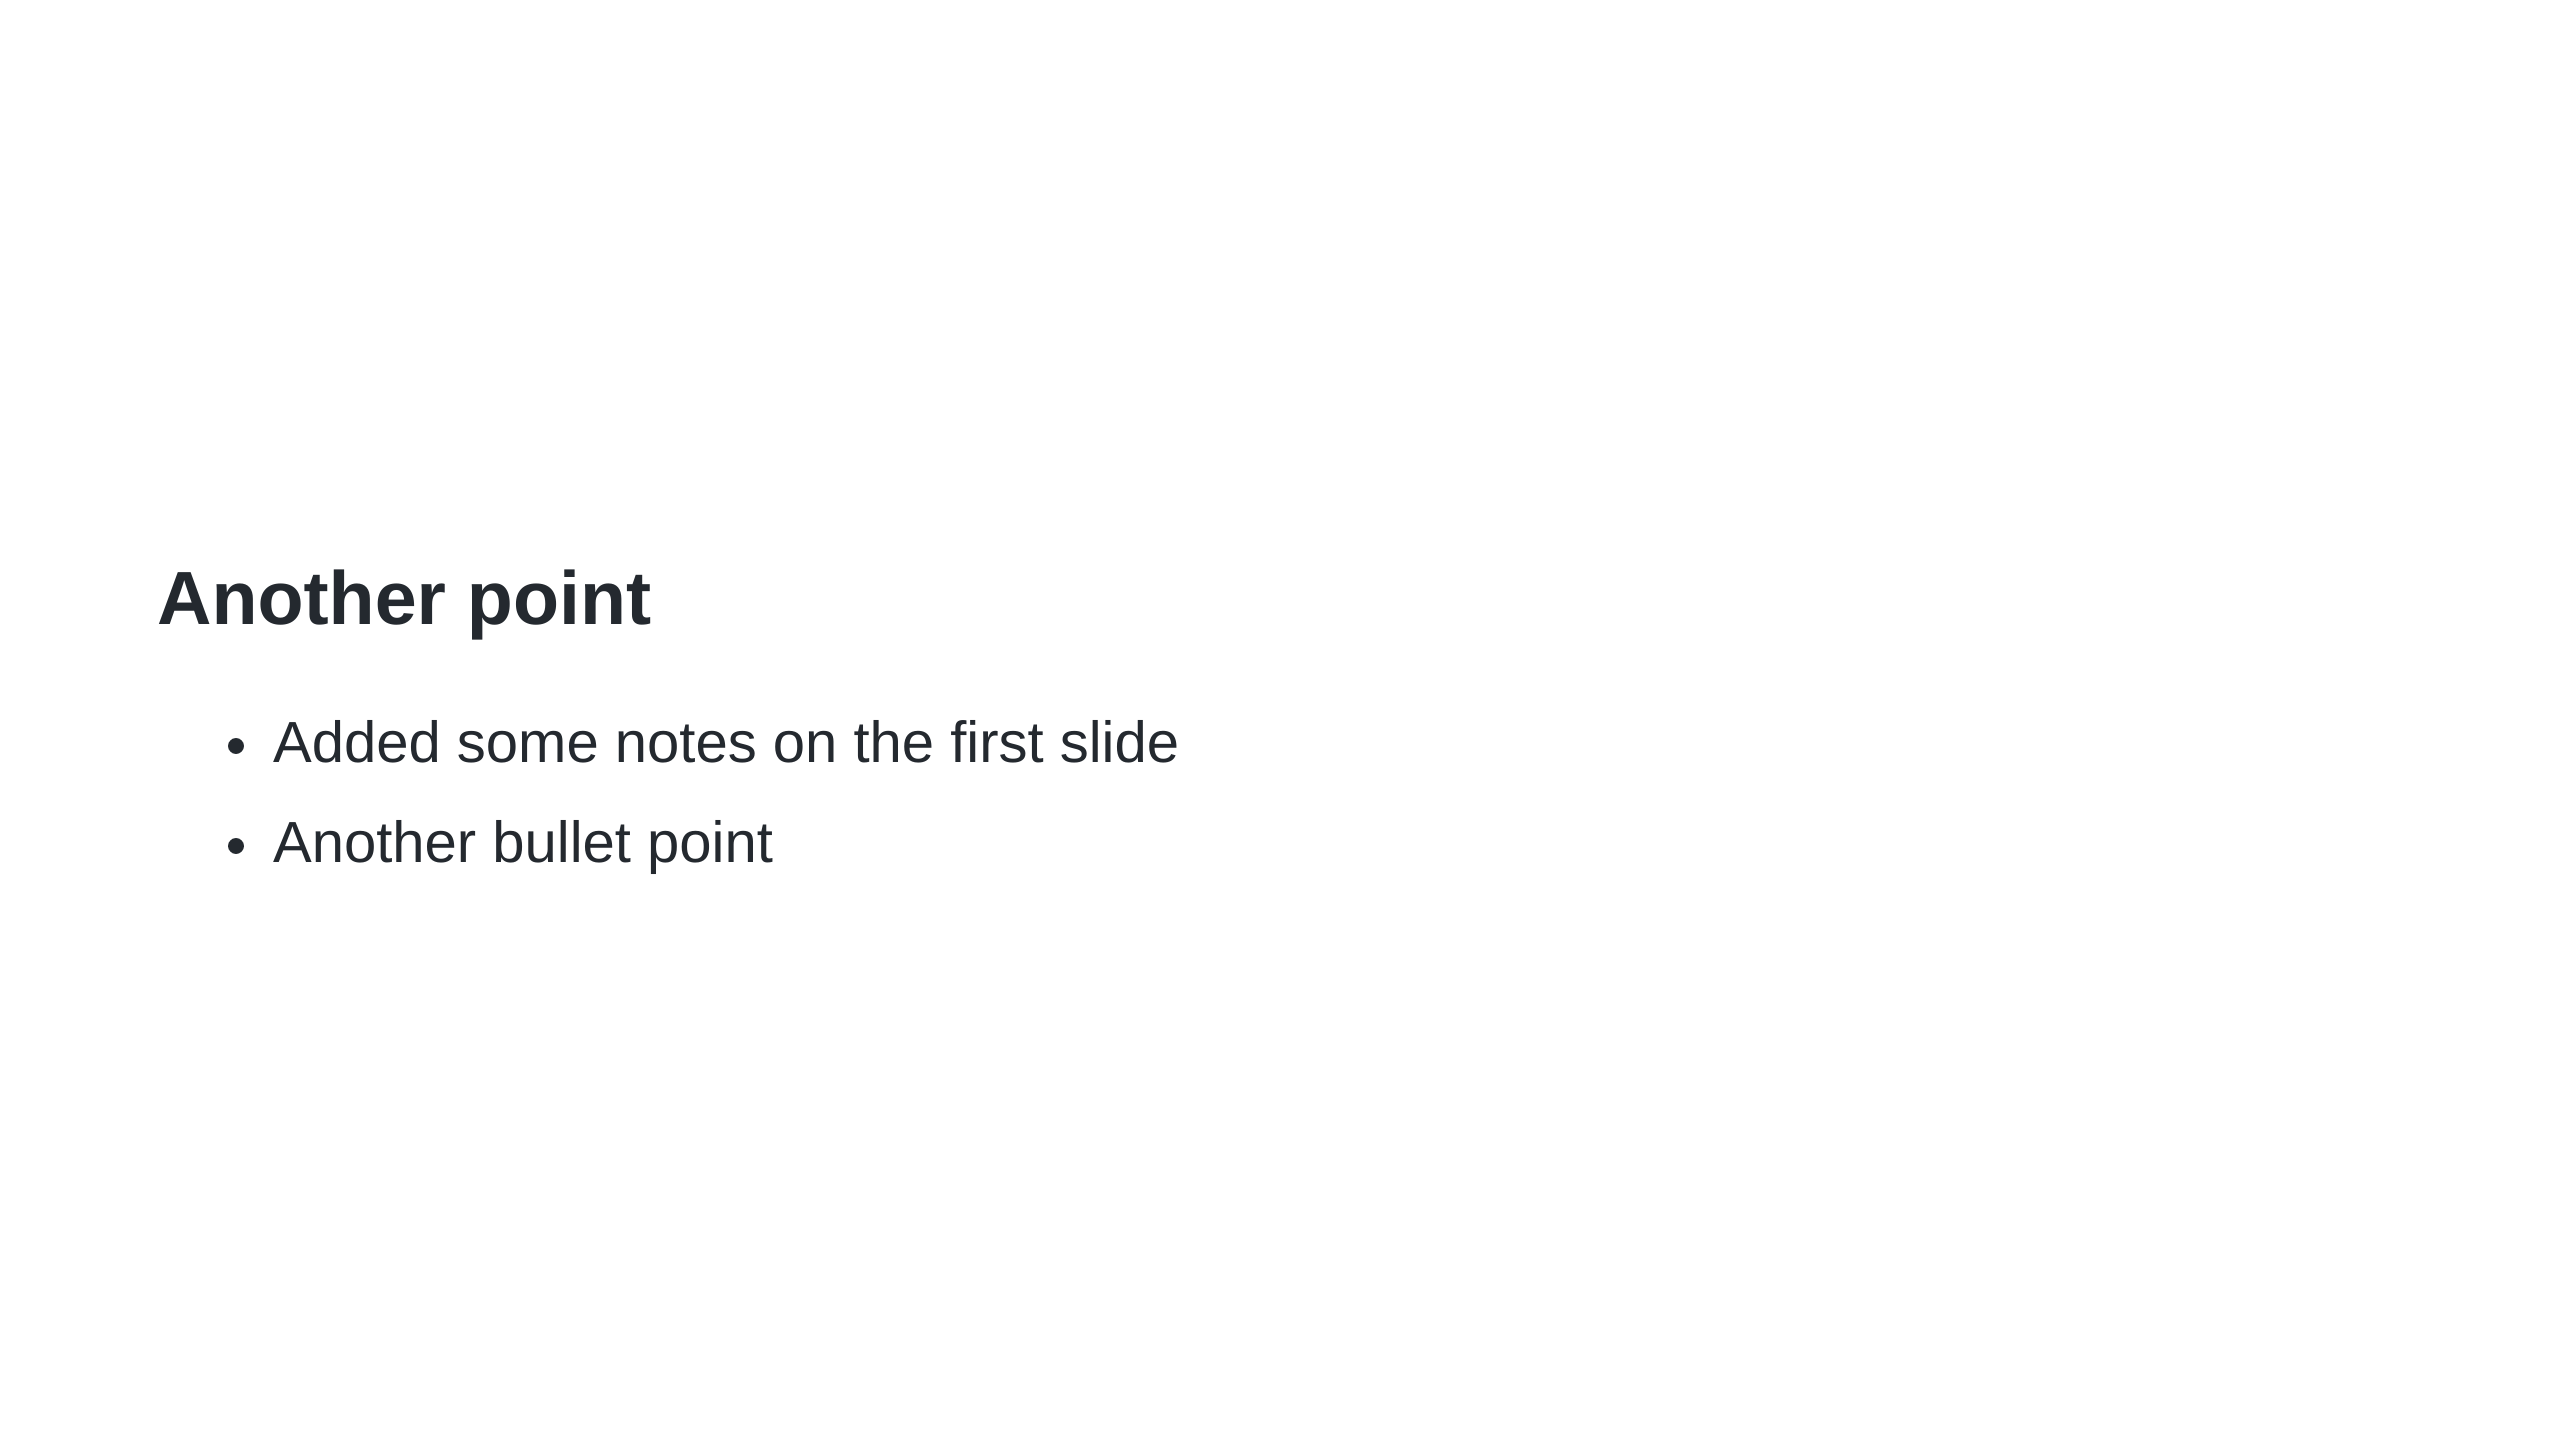 Another point
• Added some notes on the first slide
• Another bullet point